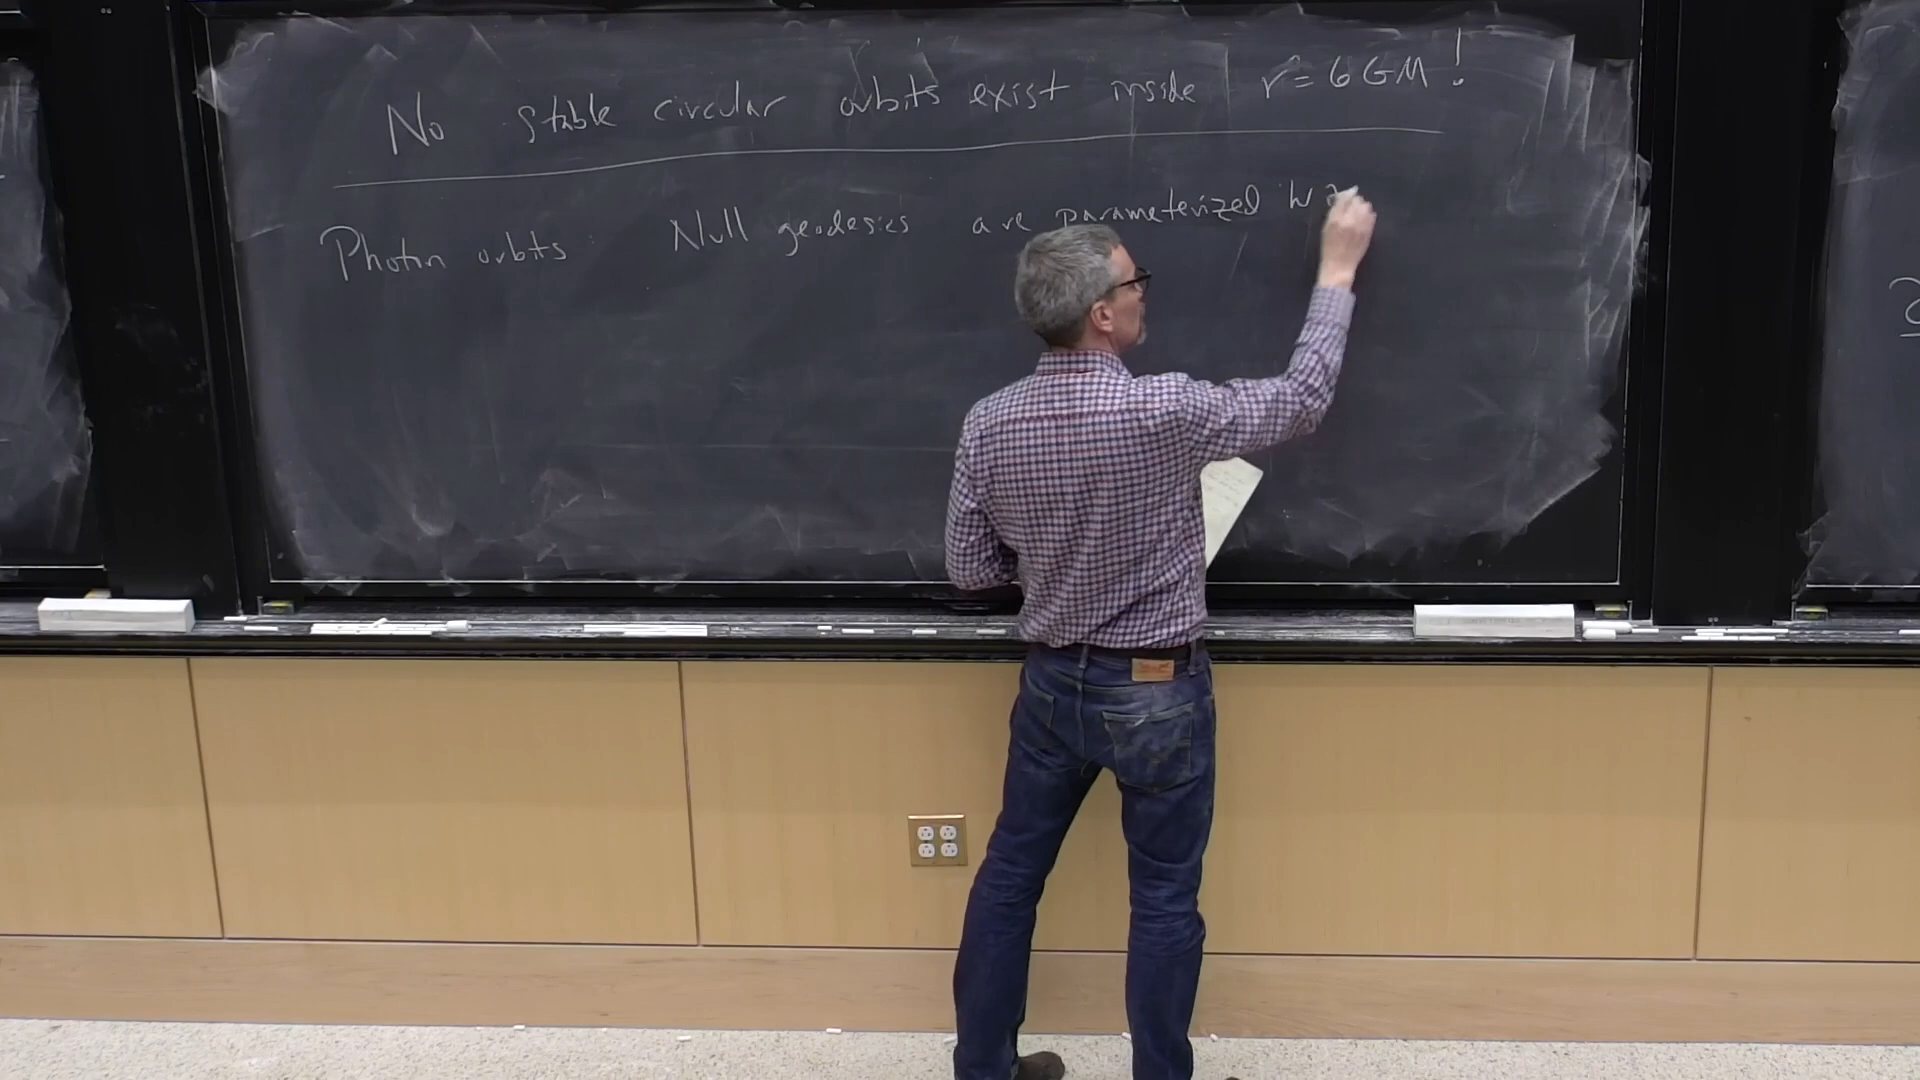 No stable circular orbits exist inside r = 6GM!
Photon orbits: Null geodesics are parameterized